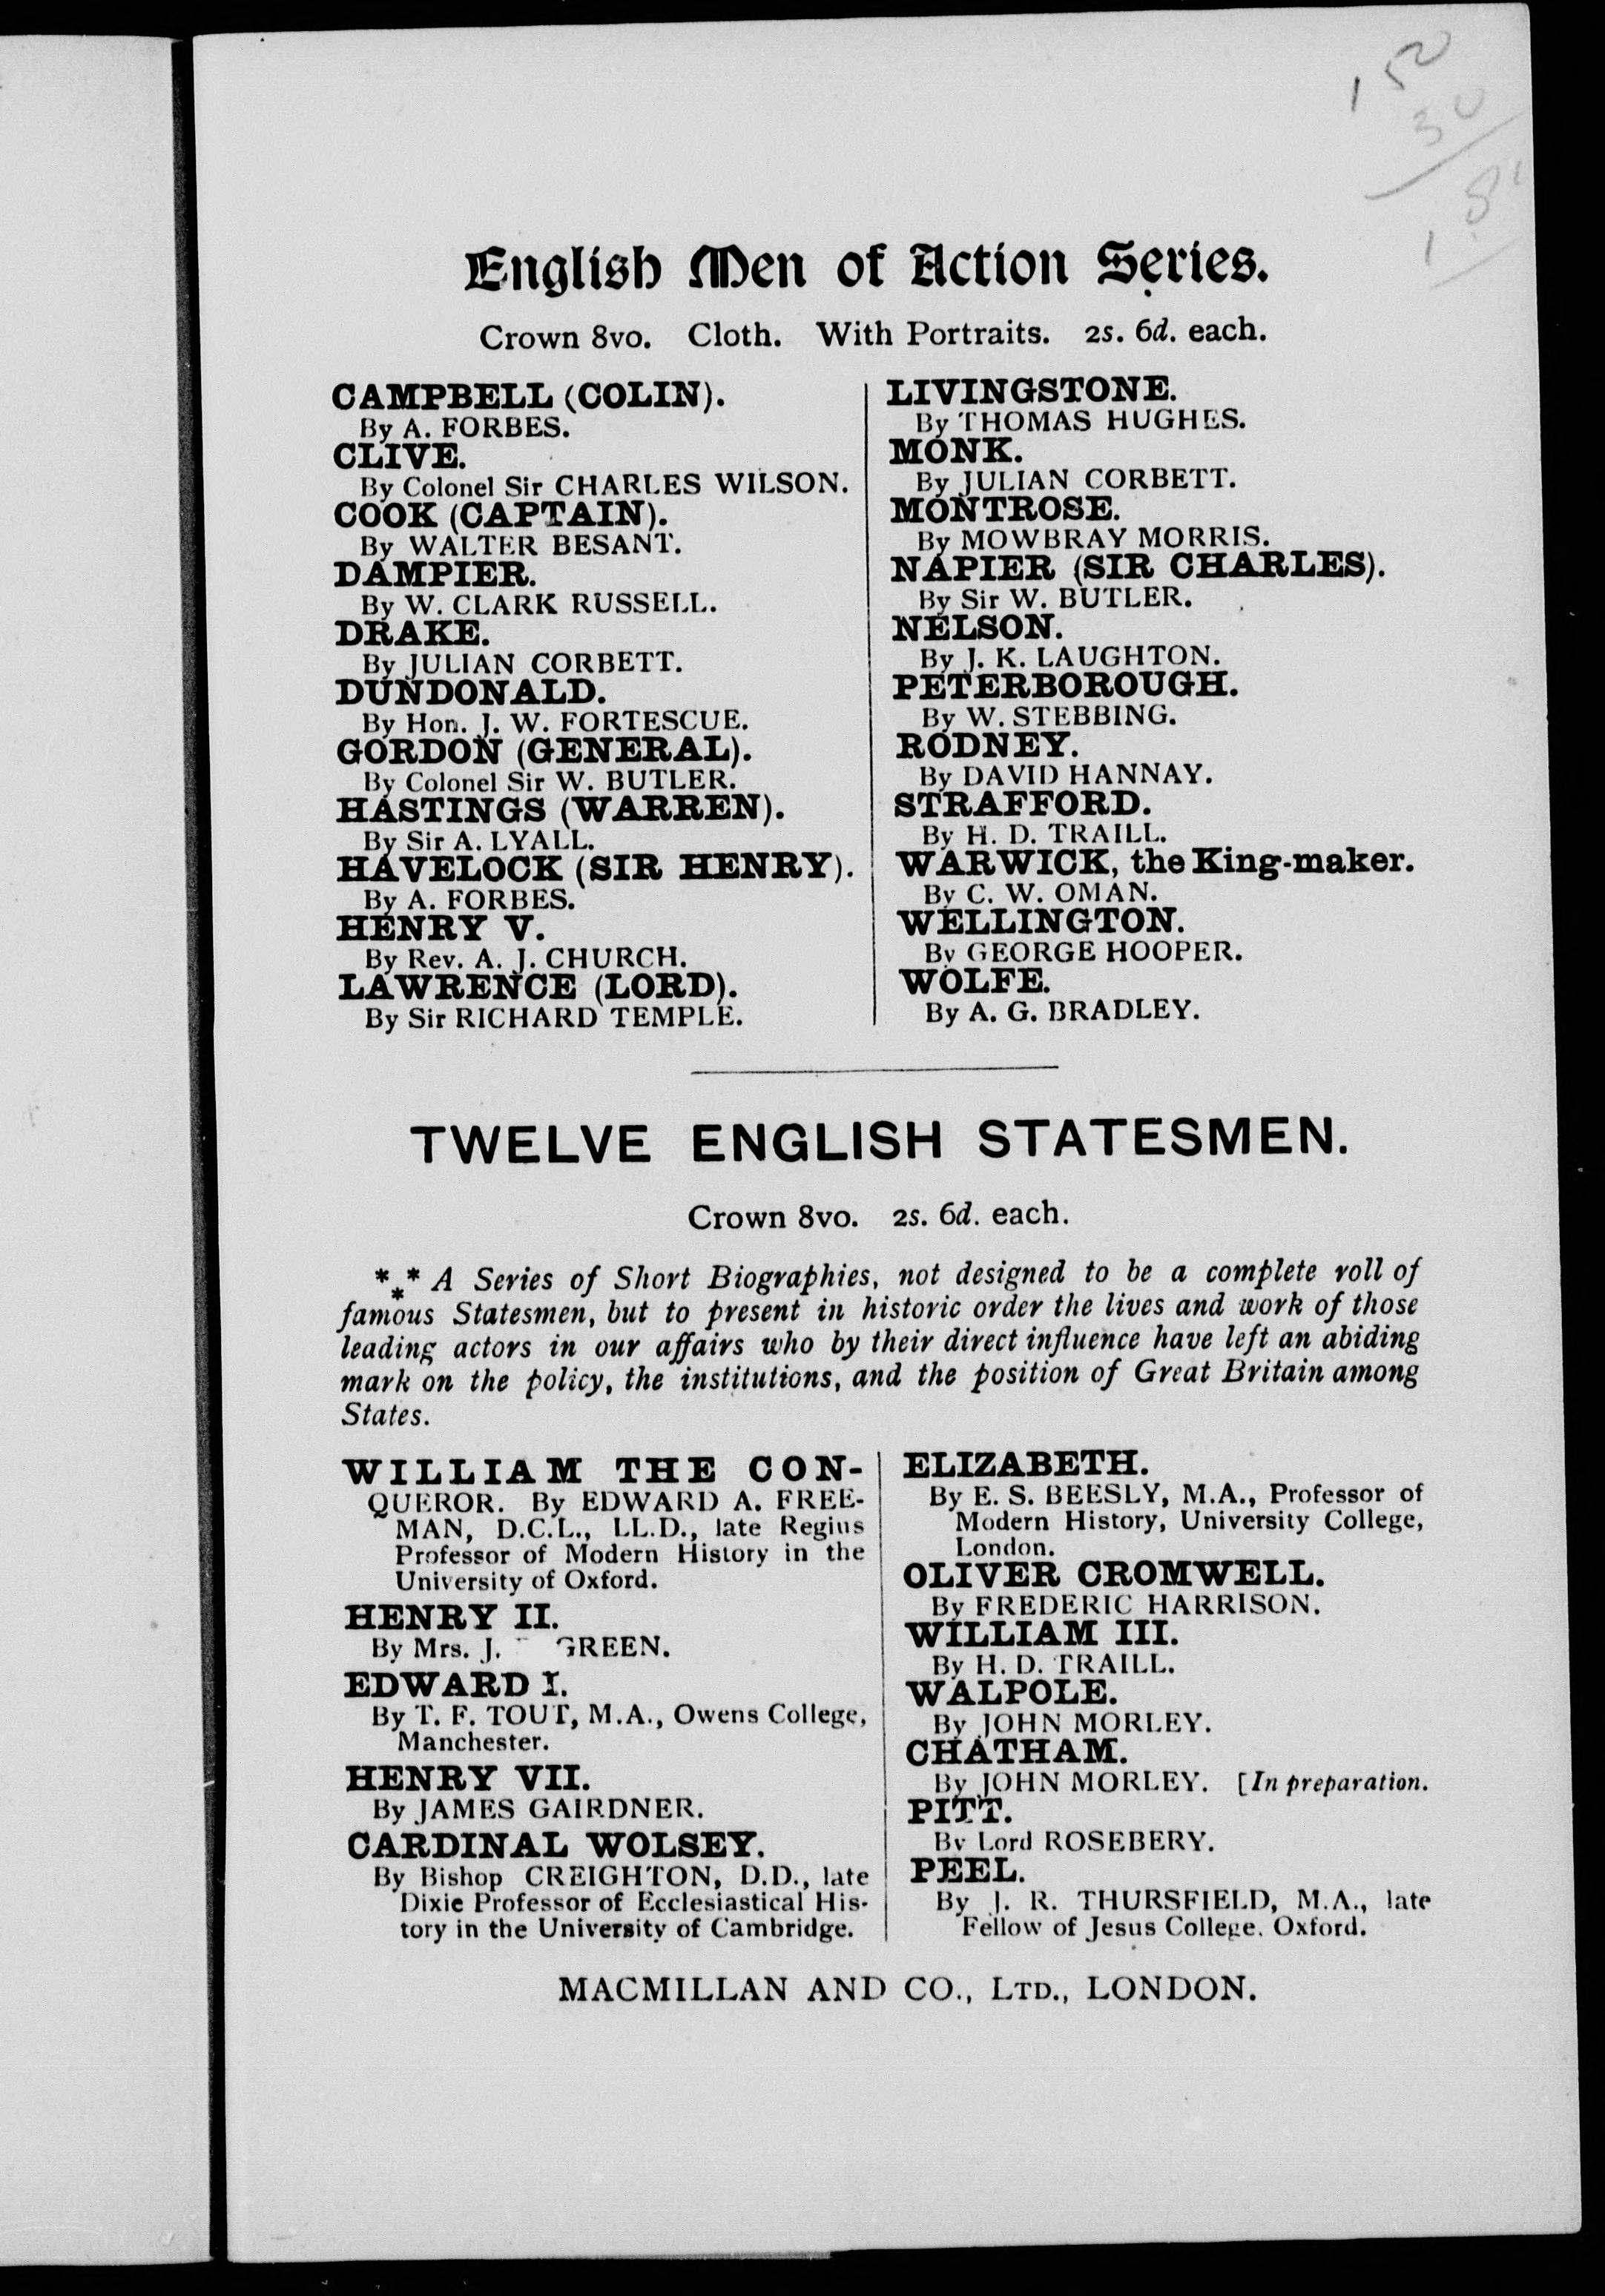 150
30
English Men of Action Series.
Crown 8vo. Cloth. With Portraits. 2s. 6d. each.
CAMPBELL (COLIN).
By A. FORBES.
CLIVE.
By Colonel Sir CHARLES WILSON.
COOK (CAPTAIN).
By WALTER BESANT.
DAMPIER.
By W. CLARK RUSSELL.
DRAKE.
By JULIAN CORBETT.
DUNDONALD.
By Hon. J. W. FORTESCUE.
GORDON (GENERAL).
By Colonel Sir W. BUTLER.
HASTINGS (WARREN).
By Sir A. LYALL.
HAVELOCK (SIR HENRY).
By A. FORBES.
HENRY V.
By Rev. A. J. CHURCH.
LAWRENCE (LORD).
By Sir RICHARD TEMPLE.
LIVINGSTONE.
By THOMAS HUGHES.
MONK.
By JULIAN CORBETT.
MONTROSE.
By MOWBRAY MORRIS.
NAPIER (SIR CHARLES).
By Sir W. BUTLER.
NELSON.
By J. K. LAUGHTON.
PETERBOROUGH.
By W. STEBBING.
RODNEY.
By DAVID HANNAY.
STRAFFORD.
By H. D. TRAILL.
WARWICK, the King-maker.
By C. W. OMAN.
WELLINGTON.
By GEORGE HOOPER.
WOLFE.
By A. G. BRADLEY.
TWELVE ENGLISH STATESMEN.
Crown 8vo. 2s. 6d. each.
*** A Series of Short Biographies, not designed to be a complete roll of
famous Statesmen, but to present in historic order the lives and work of those
leading actors in our affairs who by their direct influence have left an abiding
mark on the policy, the institutions, and the position of Great Britain among
States.
WILLIAM THE CON-
QUEROR. By EDWARD A. FREE-
MAN, D.C.L., LL.D., late Regius
Professor of Modern History in the
University of Oxford.
HENRY II.
By Mrs. J. GREEN.
EDWARD I.
By T. F. TOUT, M.A., Owens College,
Manchester.
HENRY VII.
By JAMES GAIRDNER.
CARDINAL WOLSEY.
By Bishop CREIGHTON, D.D., late
Dixie Professor of Ecclesiastical His-
tory in the University of Cambridge.
ELIZABETH.
By E. S. BEESLY, M.A., Professor of
Modern History, University College,
London.
OLIVER CROMWELL.
By FREDERIC HARRISON.
WILLIAM III.
By H. D. TRAILL.
WALPOLE.
By JOHN MORLEY.
CHATHAM.
By JOHN MORLEY. [In preparation.
PITT.
By Lord ROSEBERY.
PEEL.
By J. R. THURSFIELD, M.A., late
Fellow of Jesus College, Oxford.
MACMILLAN AND CO., LTD., LONDON.